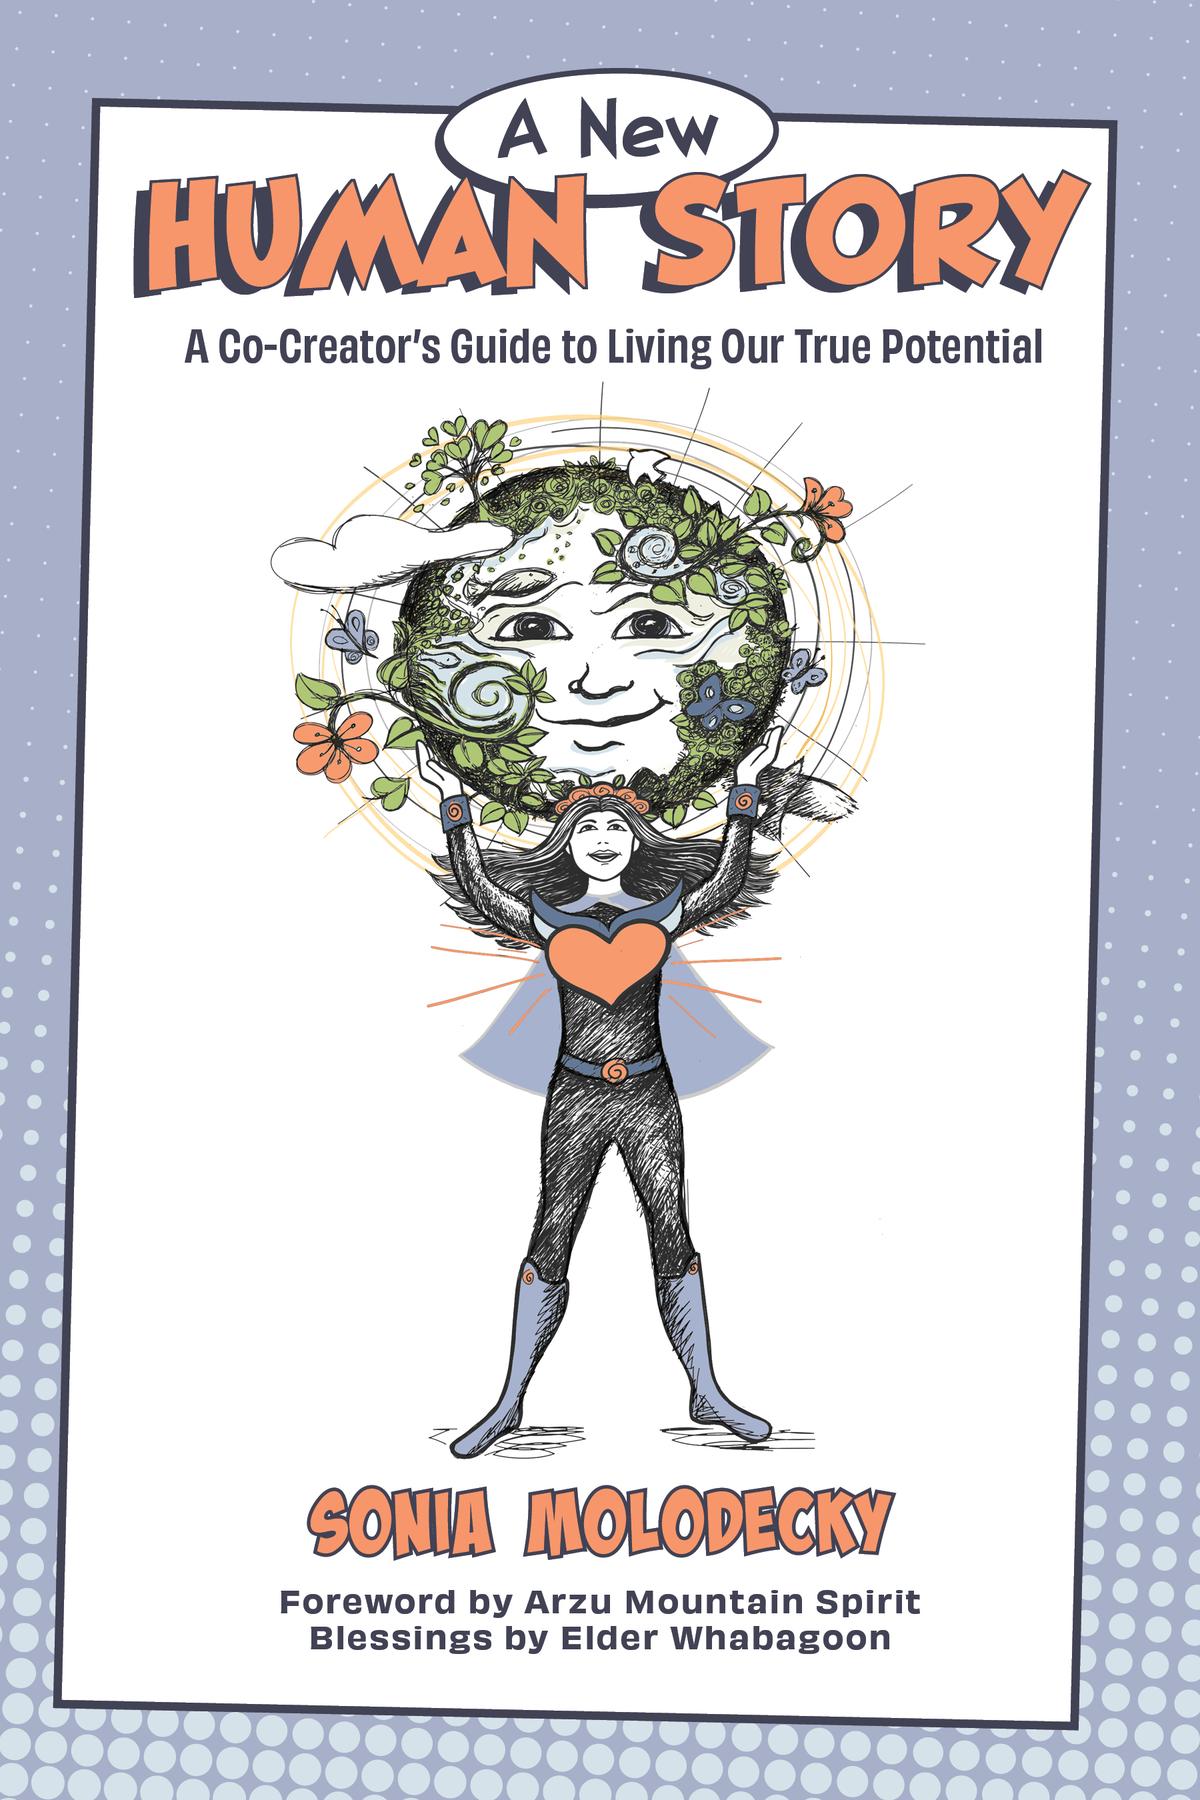 A New
HUMAN STORY
A Co-Creator's Guide to Living Our True Potential
SONIA MOLODECKY
Foreword by Arzu Mountain Spirit
Blessings by Elder Whabagoon